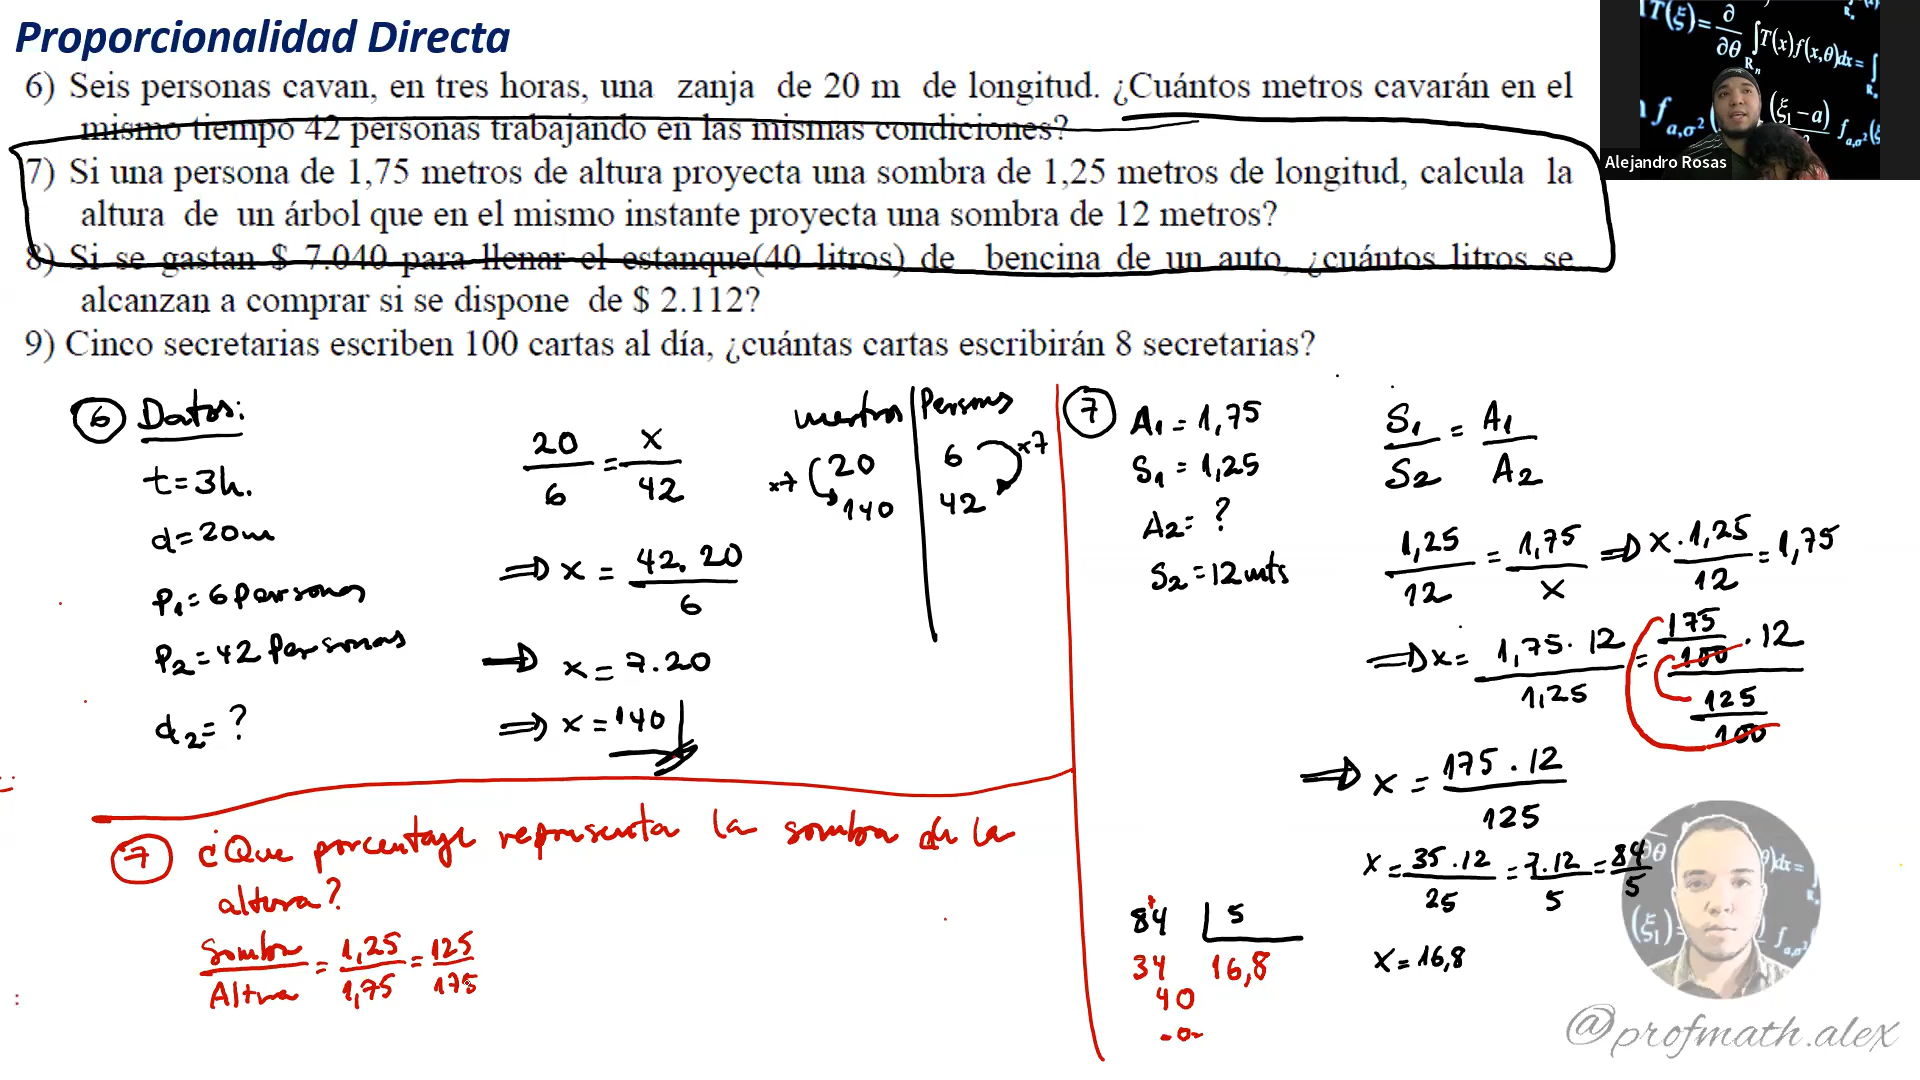 Proporcionalidad Directa
6) Seis personas cavan, en tres horas, una zanja de 20 m de longitud. ¿Cuántos metros cavarán en el
mismo tiempo 42 personas trabajando en las mismas condiciones?
7) Si una persona de 1,75 metros de altura proyecta una sombra de 1,25 metros de longitud, calcula la
altura de un árbol que en el mismo instante proyecta una sombra de 12 metros?
8) Si se gastan $ 7.040 para llenar el estanque(40 litros) de bencina de un auto, ¿cuántos litros se
alcanzan a comprar si se dispone de $ 2.112?
9) Cinco secretarias escriben 100 cartas al día, ¿cuántas cartas escribirán 8 secretarias?
Alejandro Rosas
6 Datos:
t=3h.
d=20m
P1=6 Personas
P2=42 Personas
d2=?
20/6 = x/42
⇒ x = 42.20/6
⇒ x=7.20
⇒ x=140
metros | Personas
20 | 6 x7
x7 140 | 42
7 A1=1,75
S1=1,25
A2=?
S2=12mts
S1/S2 = A1/A2
1,25/12 = 1,75/x ⇒ x.1,25/12 = 1,75
⇒ x= 1,75.12/1,25 = 175/100 . 12 / 125/100
⇒ x = 175.12/125
x= 35.12/25 = 7.12/5 = 84/5
x=16,8
84 | 5
34 16,8
40
-0-
7 ¿Que porcentaje representa la sombra de la
altura?
Sombra/Altura = 1,25/1,75 = 125/175
@profmath.alex